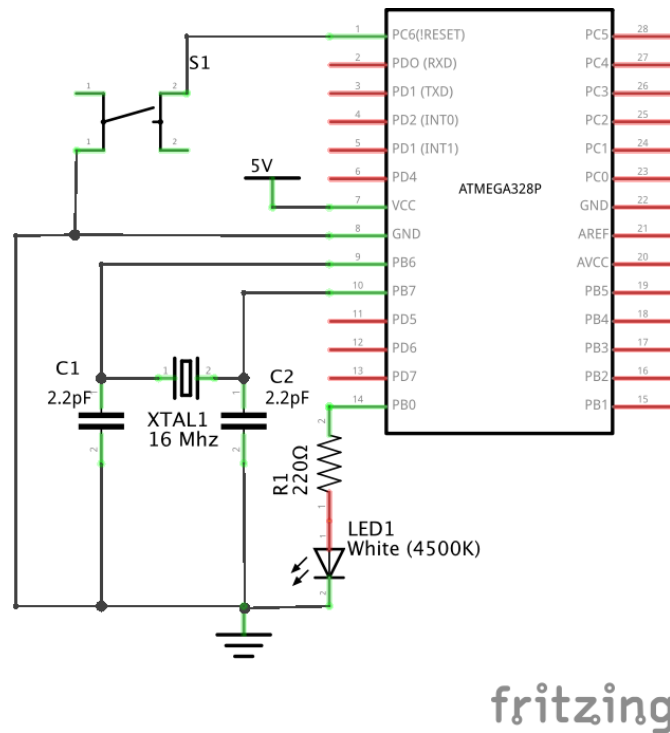 S1
1
2
1
2
5V
1
2
3
4
5
6
7
8
9
10
11
12
13
14
PC6(!RESET)
PDO (RXD)
PD1 (TXD)
PD2 (INT0)
PD1 (INT1)
PD4
VCC
GND
PB6
PB7
PD5
PD6
PD7
PB0
ATMEGA328P
PC5
PC4
PC3
PC2
PC1
PC0
GND
AREF
AVCC
PB5
PB4
PB3
PB2
PB1
28
27
26
25
24
23
22
21
20
19
18
17
16
15
C1
2.2pF
1
2
1
2
XTAL1
16 Mhz
C2
2.2pF
1
2
2
R1
220Ω
1
1
LED1
White (4500K)
2
fritzing